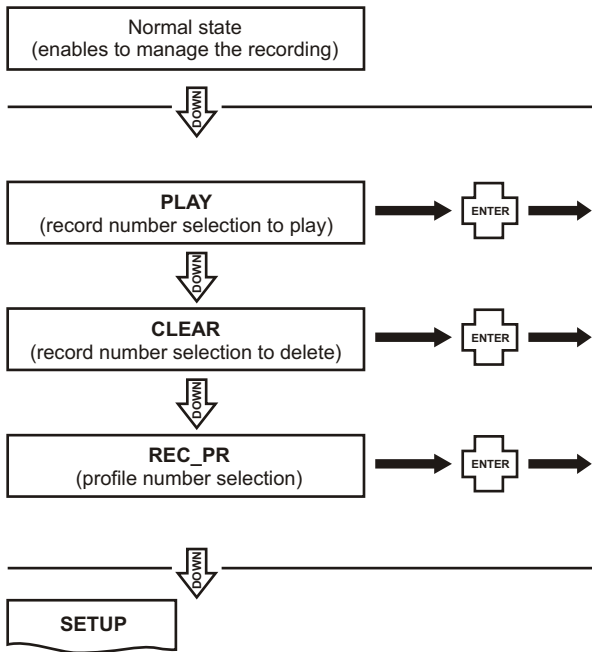 Normal state
(enables to manage the recording)
DOWN
PLAY
(record number selection to play)
ENTER
DOWN
CLEAR
(record number selection to delete)
ENTER
DOWN
REC_PR
(profile number selection)
ENTER
DOWN
SETUP